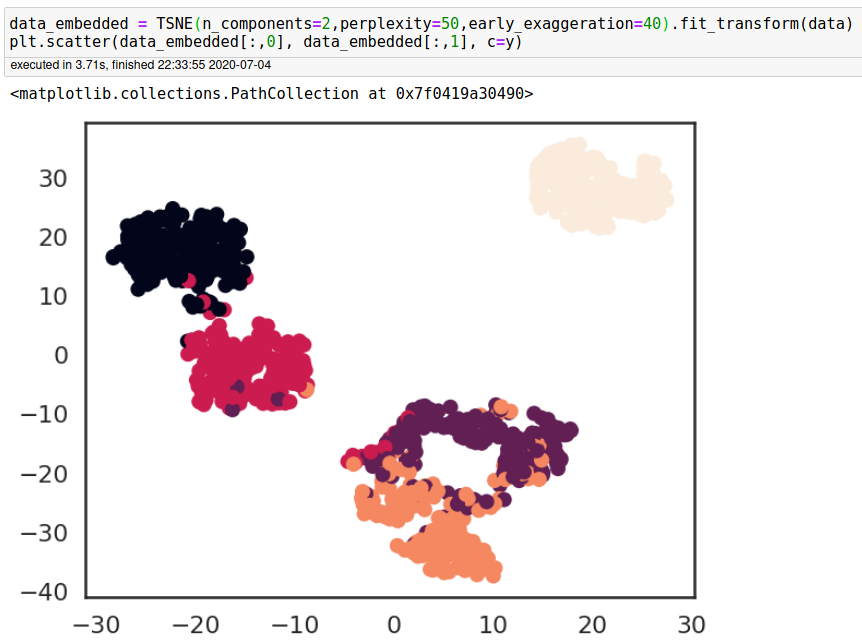 data_embedded = TSNE(n_components=2,perplexity=50,early_exaggeration=40).fit_transform(data)
plt.scatter(data_embedded[:,0], data_embedded[:,1], c=y)
executed in 3.71s, finished 22:33:55 2020-07-04
<matplotlib.collections.PathCollection at 0x7f0419a30490>
30
20
10
0
−10
−20
−30
−40
−30 −20 −10 0 10 20 30